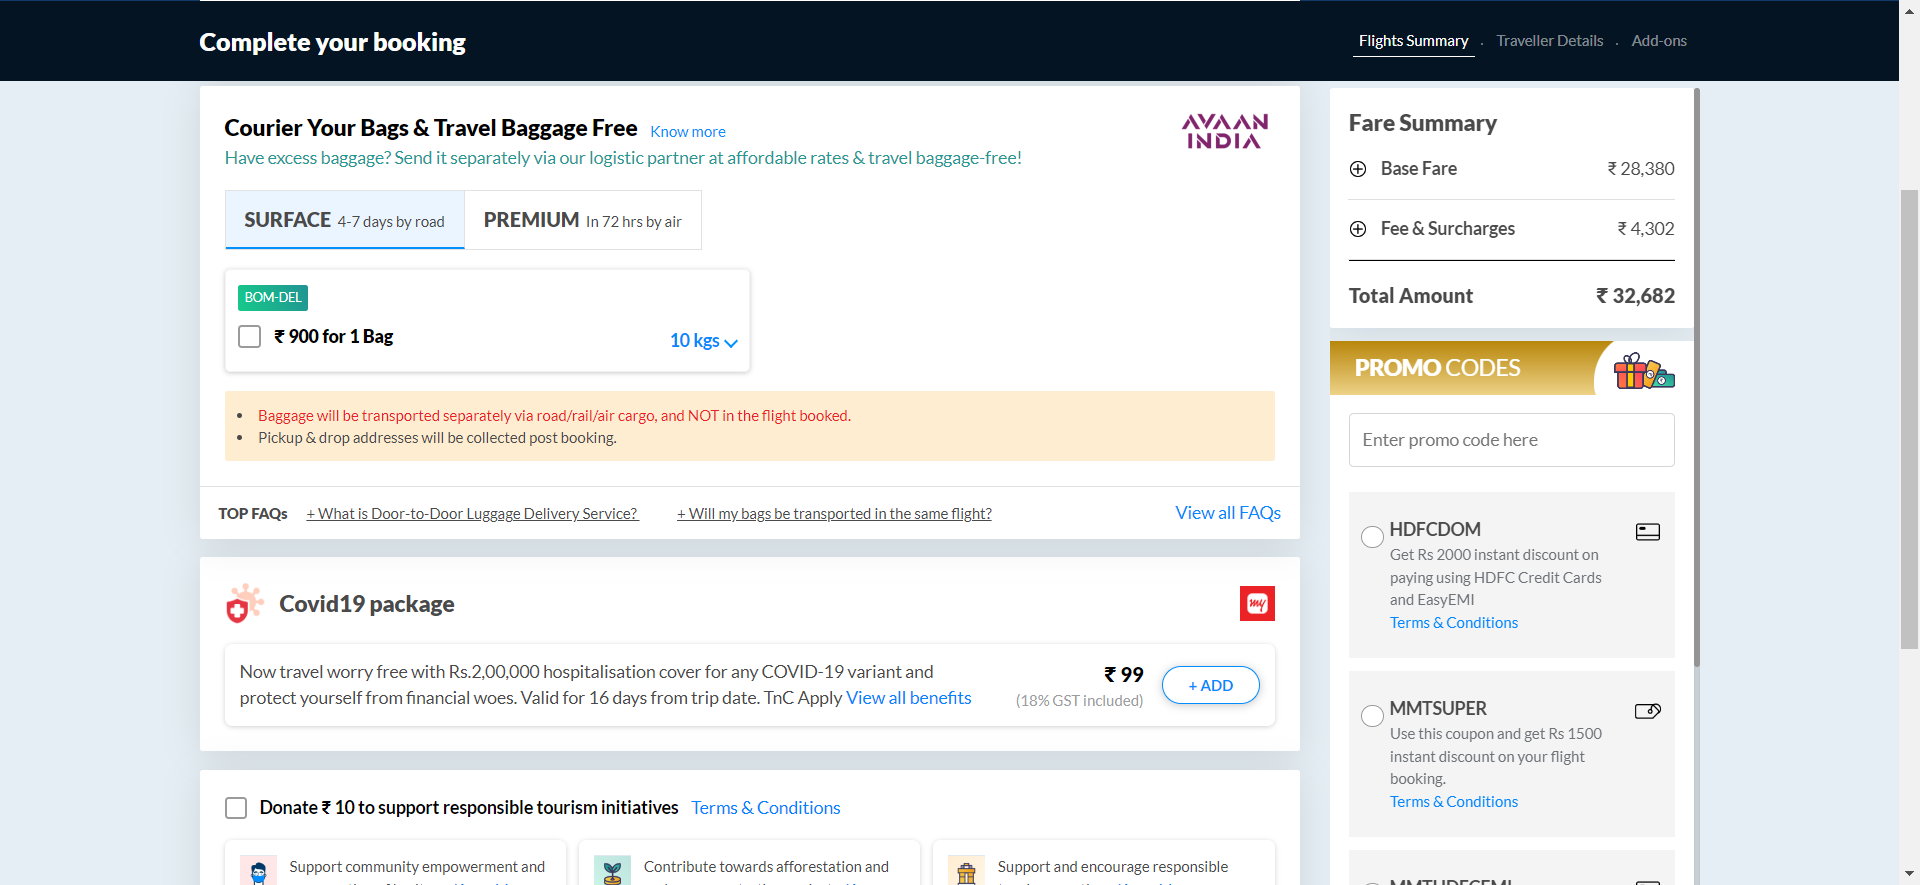 Complete your booking
Flights Summary . Traveller Details . Add-ons
Courier Your Bags & Travel Baggage Free Know more
AVAAN
INDIA
Have excess baggage? Send it separately via our logistic partner at affordable rates & travel baggage-free!
SURFACE 4-7 days by road
PREMIUM In 72 hrs by air
BOM-DEL
₹ 900 for 1 Bag
10 kgs
• Baggage will be transported separately via road/rail/air cargo, and NOT in the flight booked.
• Pickup & drop addresses will be collected post booking.
TOP FAQs + What is Door-to-Door Luggage Delivery Service? + Will my bags be transported in the same flight? View all FAQs
Covid19 package
my
Now travel worry free with Rs.2,00,000 hospitalisation cover for any COVID-19 variant and
protect yourself from financial woes. Valid for 16 days from trip date. TnC Apply View all benefits
₹ 99
(18% GST included)
+ ADD
Donate ₹ 10 to support responsible tourism initiatives Terms & Conditions
Support community empowerment and
Contribute towards afforestation and
Support and encourage responsible
Fare Summary
Base Fare ₹ 28,380
Fee & Surcharges ₹ 4,302
Total Amount ₹ 32,682
PROMO CODES
Enter promo code here
HDFCDOM
Get Rs 2000 instant discount on
paying using HDFC Credit Cards
and EasyEMI
Terms & Conditions
MMTSUPER
Use this coupon and get Rs 1500
instant discount on your flight
booking.
Terms & Conditions